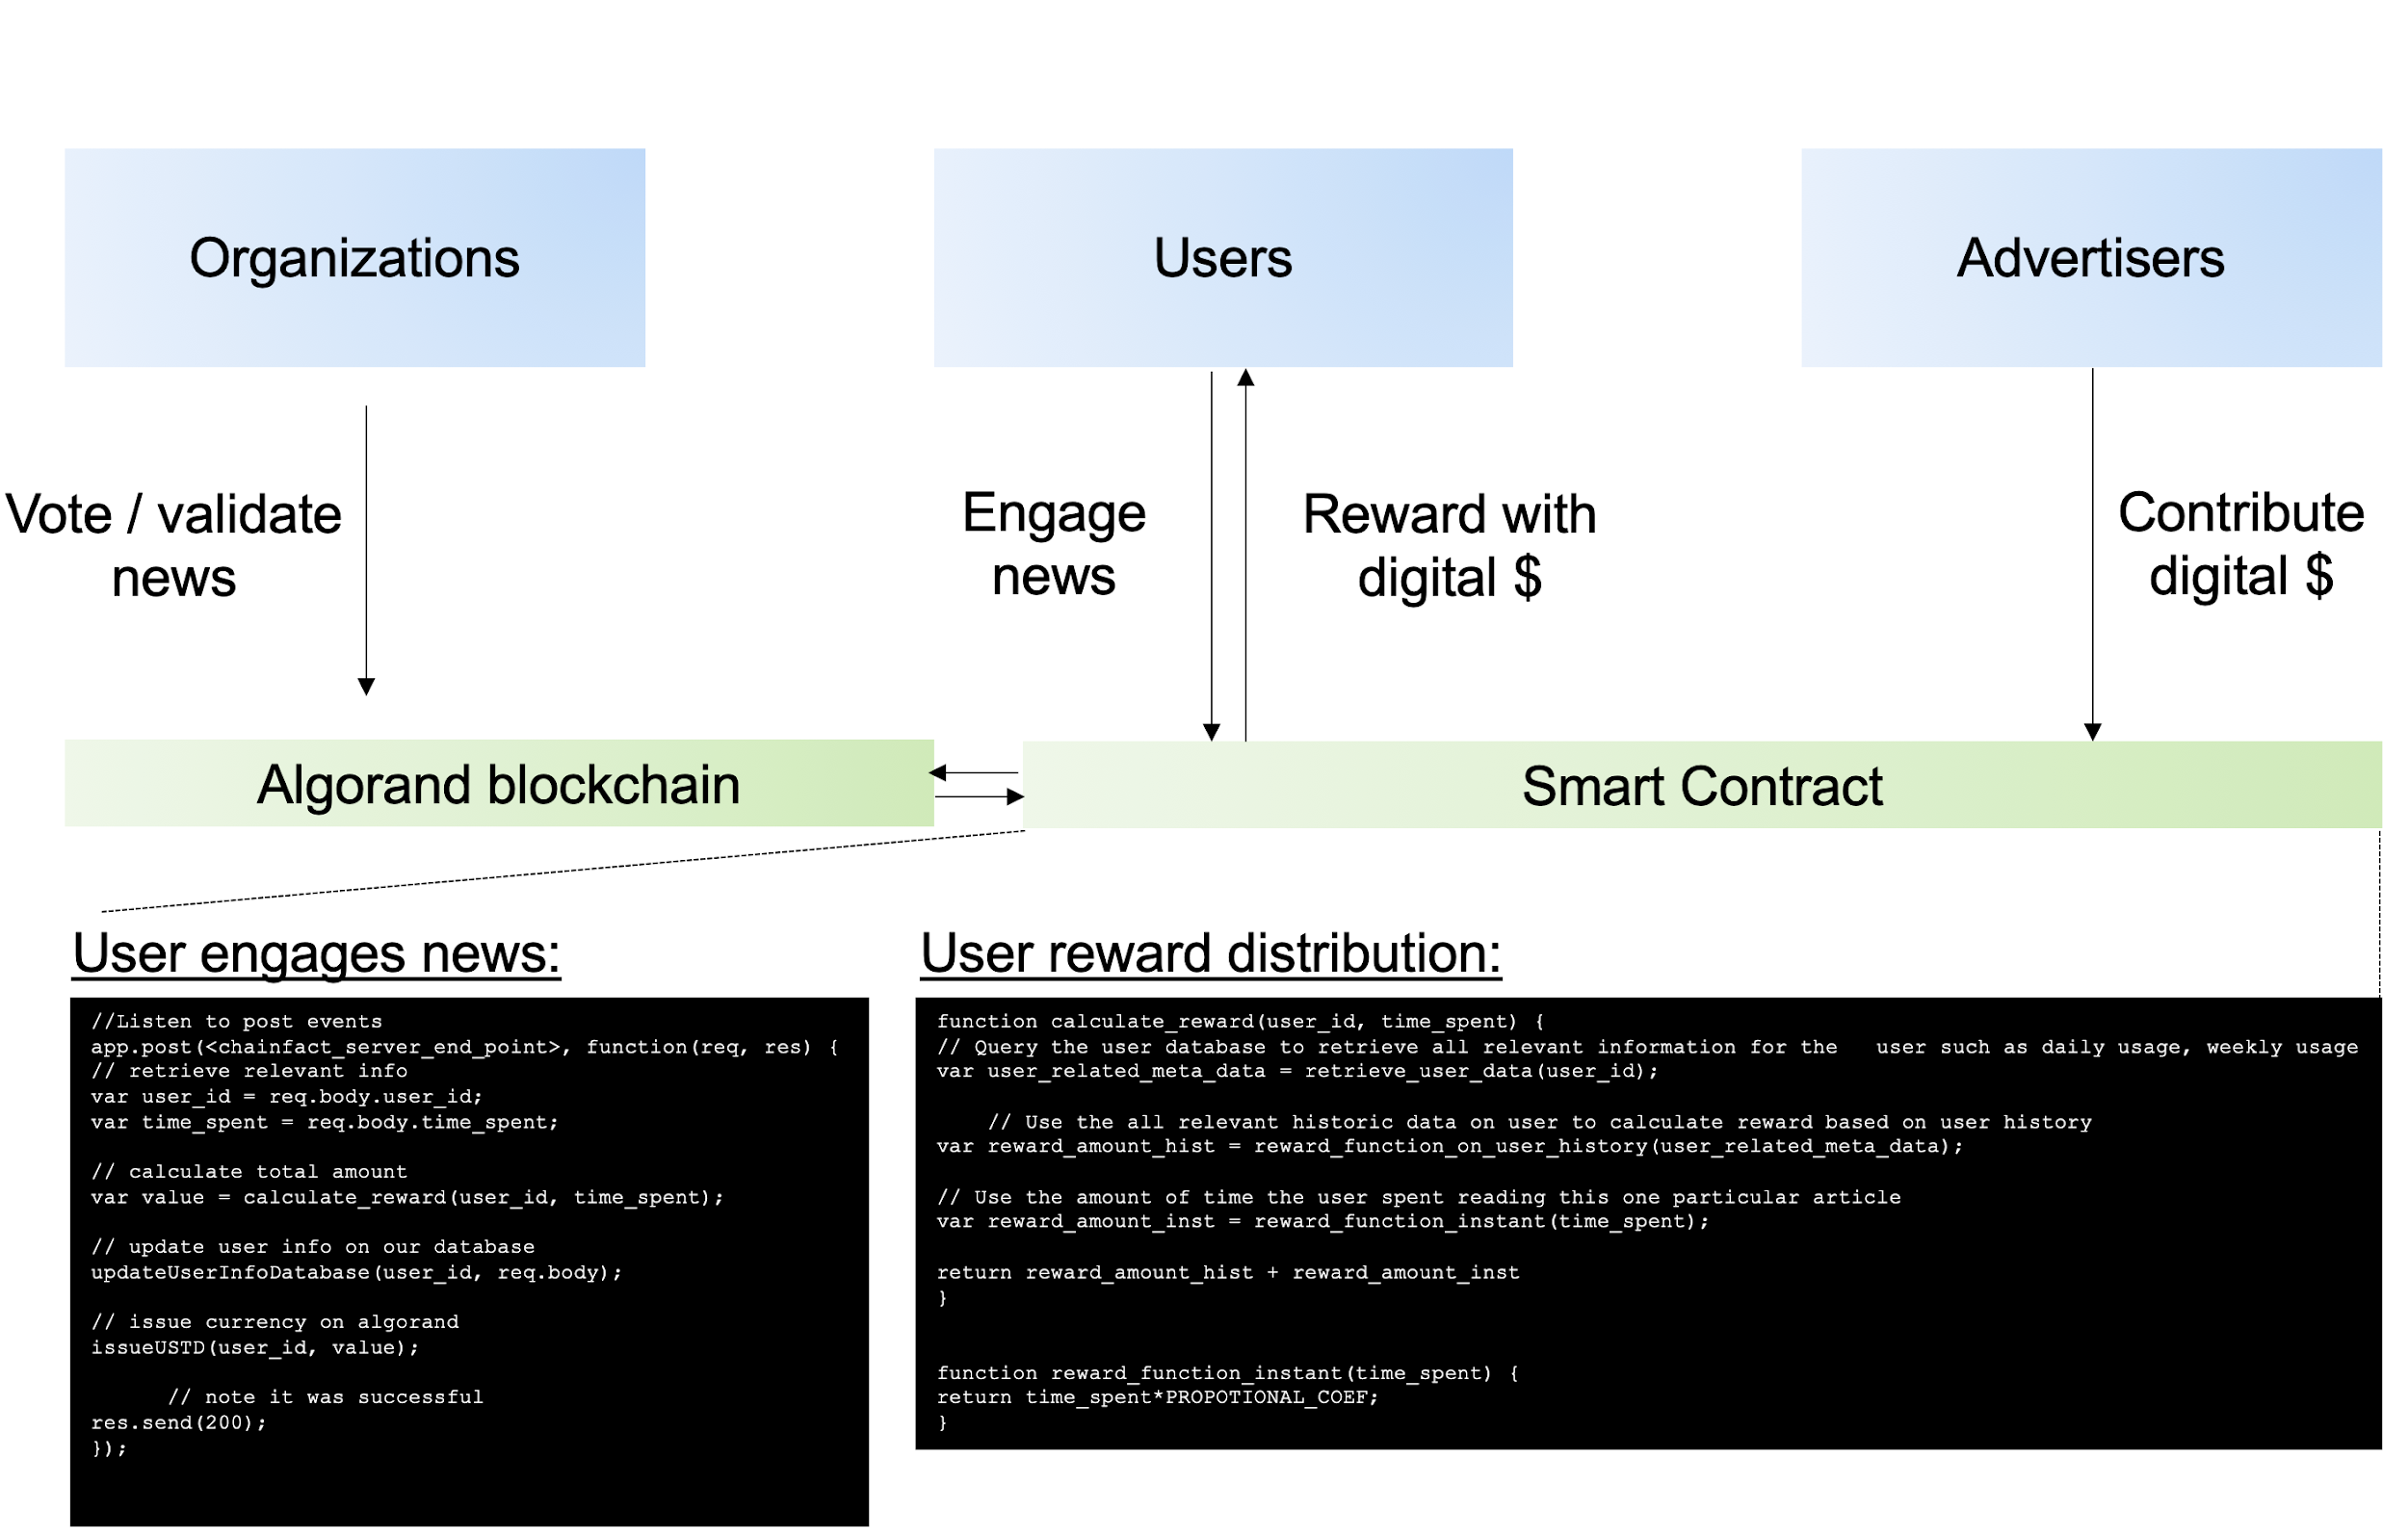 Organizations
Users
Advertisers
Vote / validate
news
Engage
news
Reward with
digital $
Contribute
digital $
Algorand blockchain
Smart Contract
User engages news:
//Listen to post events
app.post(<chainfact_server_end_point>, function(req, res) {
// retrieve relevant info
var user_id = req.body.user_id;
var time_spent = req.body.time_spent;
// calculate total amount
var value = calculate_reward(user_id, time_spent);
// update user info on our database
updateUserInfoDatabase(user_id, req.body);
// issue currency on algorand
issueUSTD(user_id, value);
// note it was successful
res.send(200);
});
User reward distribution:
function calculate_reward(user_id, time_spent) {
// Query the user database to retrieve all relevant information for the   user such as daily usage, weekly usage
var user_related_meta_data = retrieve_user_data(user_id);
// Use the all relevant historic data on user to calculate reward based on user history
var reward_amount_hist = reward_function_on_user_history(user_related_meta_data);
// Use the amount of time the user spent reading this one particular article
var reward_amount_inst = reward_function_instant(time_spent);
return reward_amount_hist + reward_amount_inst
}
function reward_function_instant(time_spent) {
return time_spent*PROPOTIONAL_COEF;
}